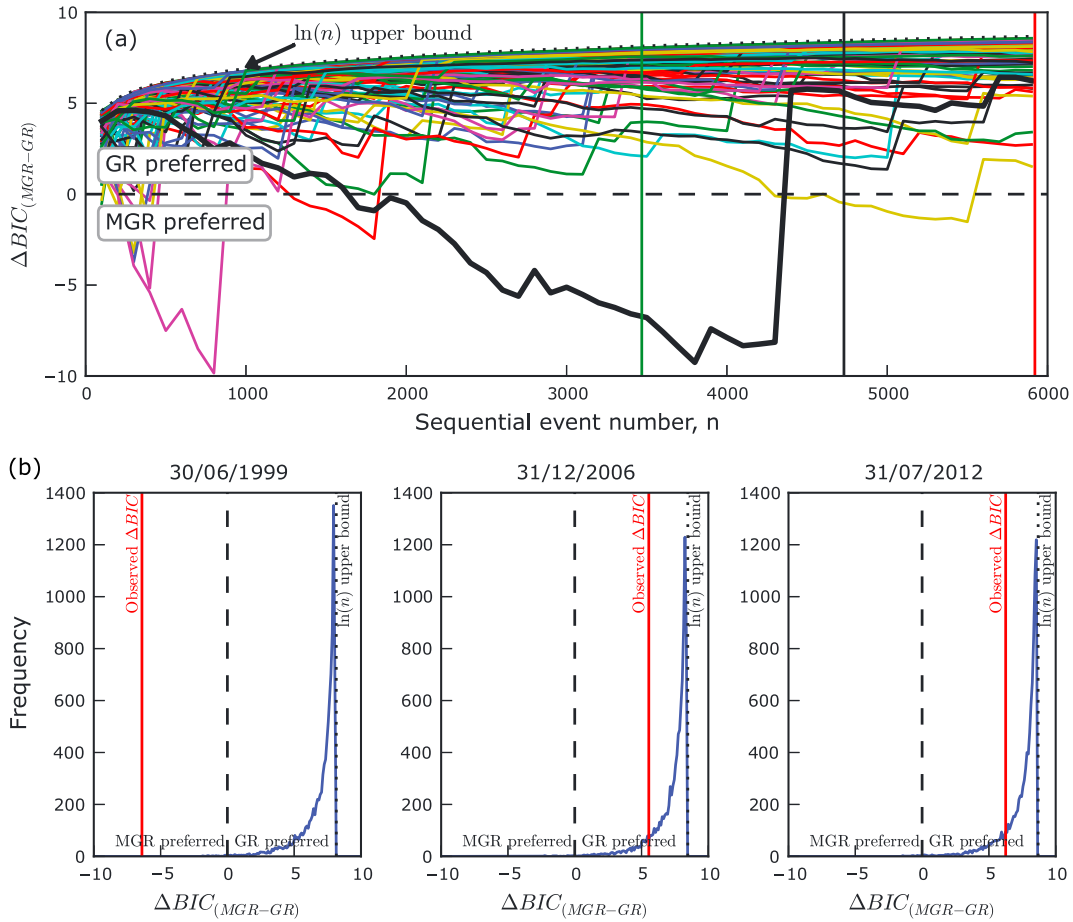 (a)
ln(n) upper bound
GR preferred
MGR preferred
ΔBIC(MGR−GR)
10
5
0
−5
−10
0
1000
2000
3000
4000
5000
6000
Sequential event number, n
(b)
30/06/1999
31/12/2006
31/07/2012
Frequency
1400
1200
1000
800
600
400
200
0
Observed ΔBIC
ln(n) upper bound
MGR preferred
GR preferred
−10
−5
0
5
10
ΔBIC(MGR−GR)
1400
1200
1000
800
600
400
200
0
Observed ΔBIC
ln(n) upper bound
MGR preferred
GR preferred
−10
−5
0
5
10
ΔBIC(MGR−GR)
1400
1200
1000
800
600
400
200
0
Observed ΔBIC
ln(n) upper bound
MGR preferred
GR preferred
−10
−5
0
5
10
ΔBIC(MGR−GR)